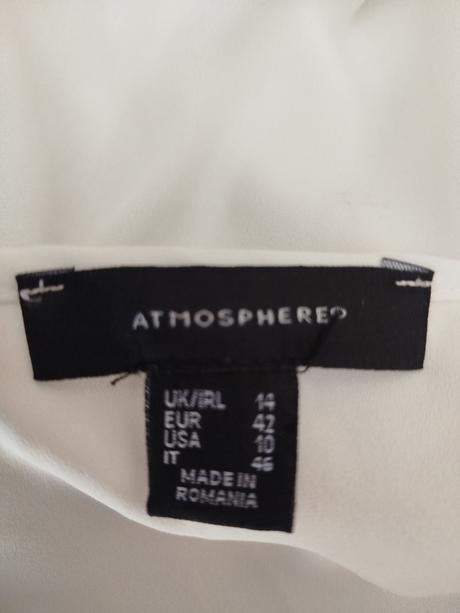 ATMOSPHERE®
UK/IRL 14
EUR 42
USA 10
IT 46
MADE IN
ROMANIA